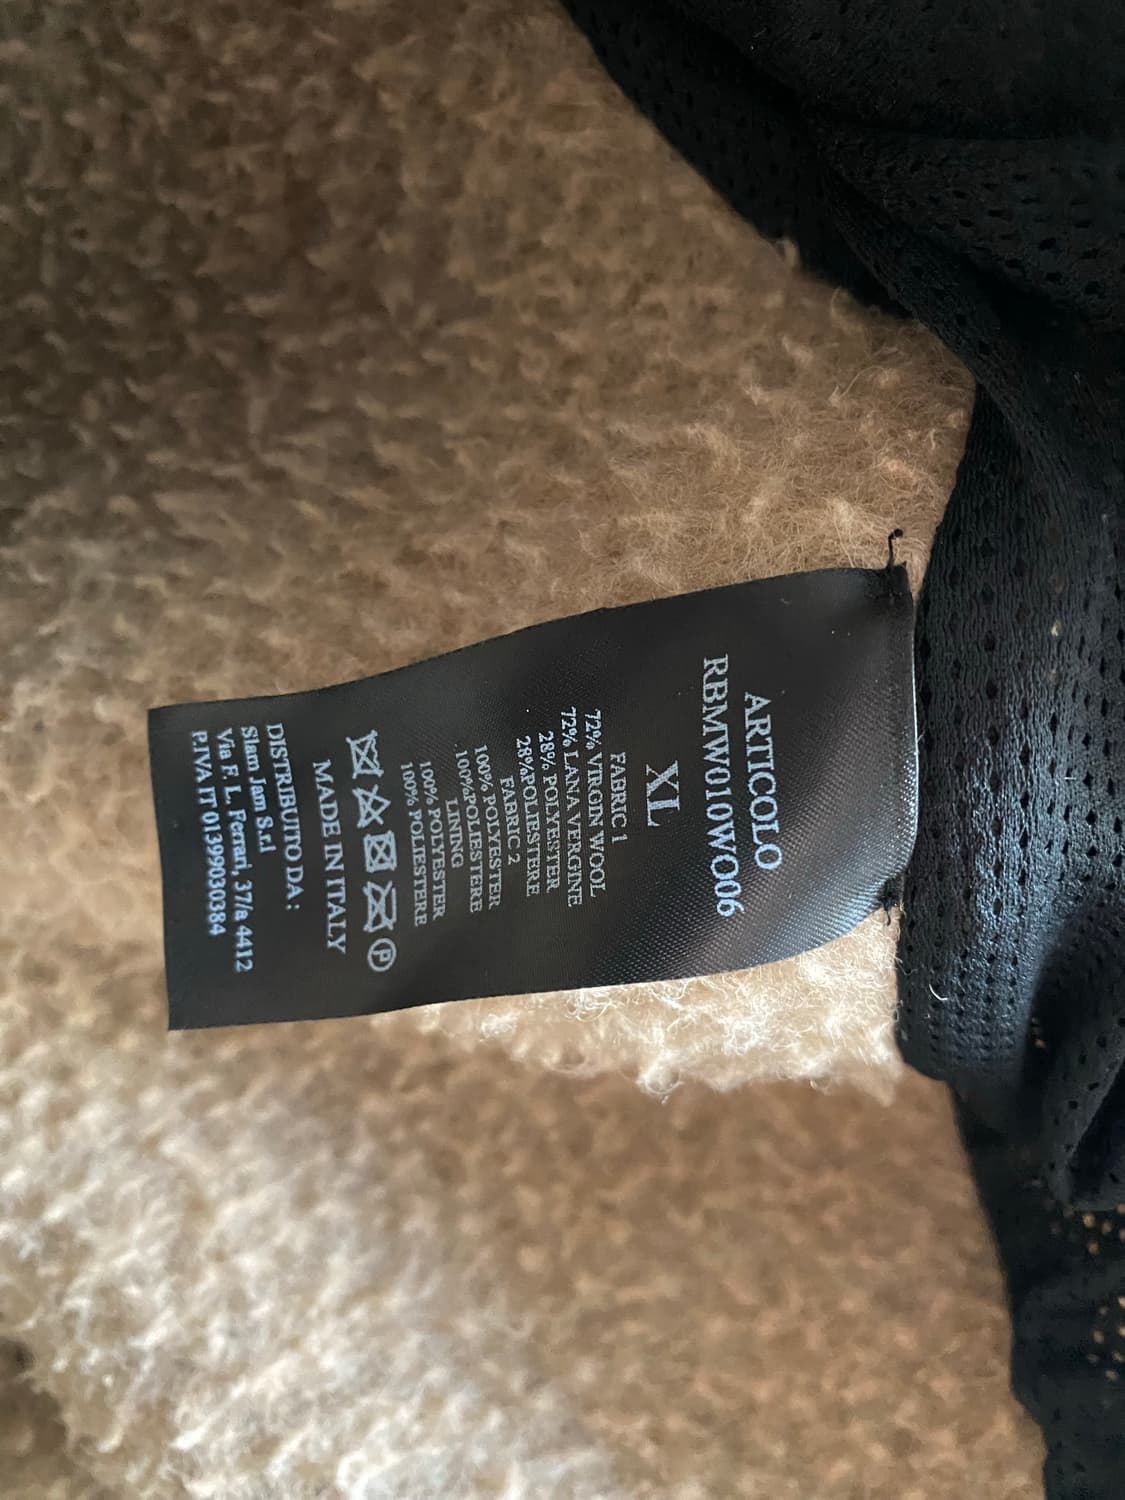 ARTICOLO
RBMW010WO06
XL
FABRIC 1
72% VIRGIN WOOL
72% LANA VERGINE
28% POLYESTER
28%POLIESTERE
FABRIC 2
100% POLYESTER
100%POLIESTERE
LINING
100% POLYESTER
100% POLIESTERE
P
MADE IN ITALY
DISTRIBUTO DA:
Slam Jam S.r.l
Via F. L. Ferrari, 37/a 4412
P.IVA IT 01399030384